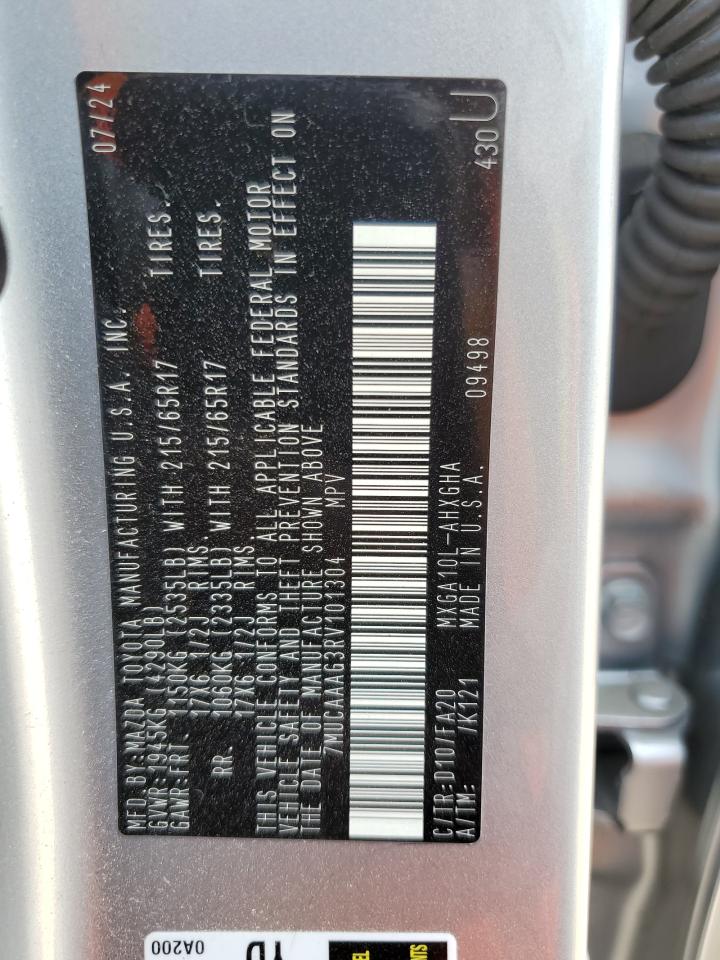 MFD.BY:MAZDA TOYOTA MANUFACTURING U.S.A. INC. 07/24
GVWR:1945KG (4290LB)
GAWR FRT. 1150KG (2535LB) WITH 215/65R17 TIRES.
17X6 1/2J RIMS.
RR. 1060KG (2335LB) WITH 215/65R17 TIRES.
17X6 1/2J RIMS.
THIS VEHICLE CONFORMS TO ALL APPLICABLE FEDERAL MOTOR
VEHICLE SAFETY AND THEFT PREVENTION STANDARDS IN EFFECT ON
THE DATE OF MANUFACTURE SHOWN ABOVE.
7MUCAAAG3RV101304 MPV
C/TR:D10/FA20 MXGA10L-AHXGHA 430U
A/TM: /K121 MADE IN U.S.A. 09498
0A200